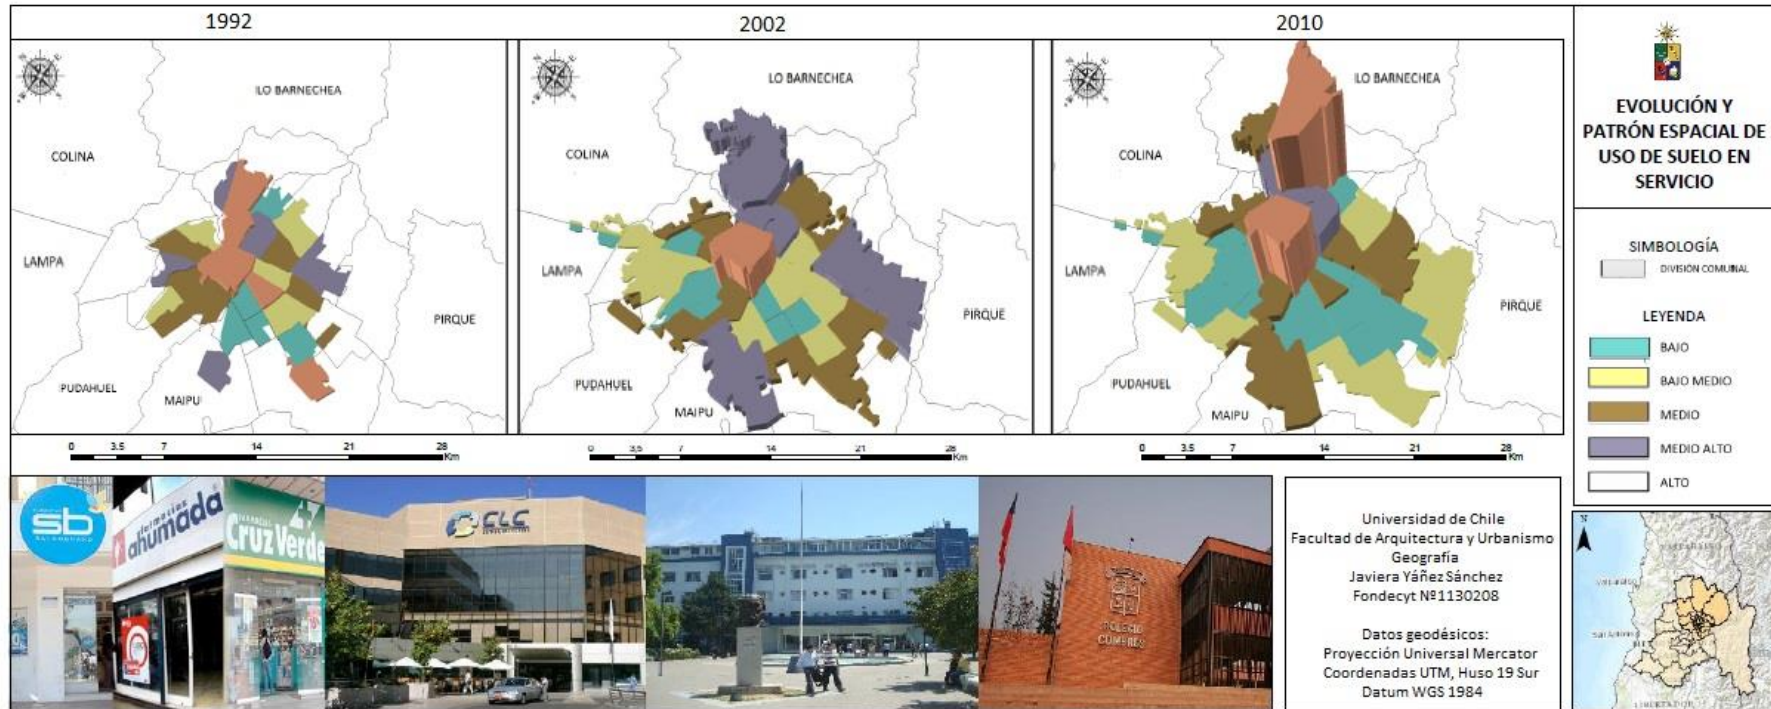 1992
2002
2010
LO BARNECHEA
COLINA
LAMPA
PIRQUE
PUDAHUEL
MAIPU
0 3.5 7 14 21 28
Km
LO BARNECHEA
COLINA
LAMPA
PIRQUE
PUDAHUEL
MAIPU
0 3,5 7 14 21 28
Km
LO BARNECHEA
COLINA
LAMPA
PIRQUE
PUDAHUEL
MAIPU
0 3.5 7 14 21 28
Km
EVOLUCIÓN Y
PATRÓN ESPACIAL DE
USO DE SUELO EN
SERVICIO
SIMBOLOGÍA
DIVISIÓN COMUNAL
LEYENDA
BAJO
BAJO MEDIO
MEDIO
MEDIO ALTO
ALTO
sb
farmacias
ahumada
Cruz Verde
CLC
COLEGIO
CUMBRES
Universidad de Chile
Facultad de Arquitectura y Urbanismo
Geografía
Javiera Yáñez Sánchez
Fondecyt Nº1130208
Datos geodésicos:
Proyección Universal Mercator
Coordenadas UTM, Huso 19 Sur
Datum WGS 1984
N